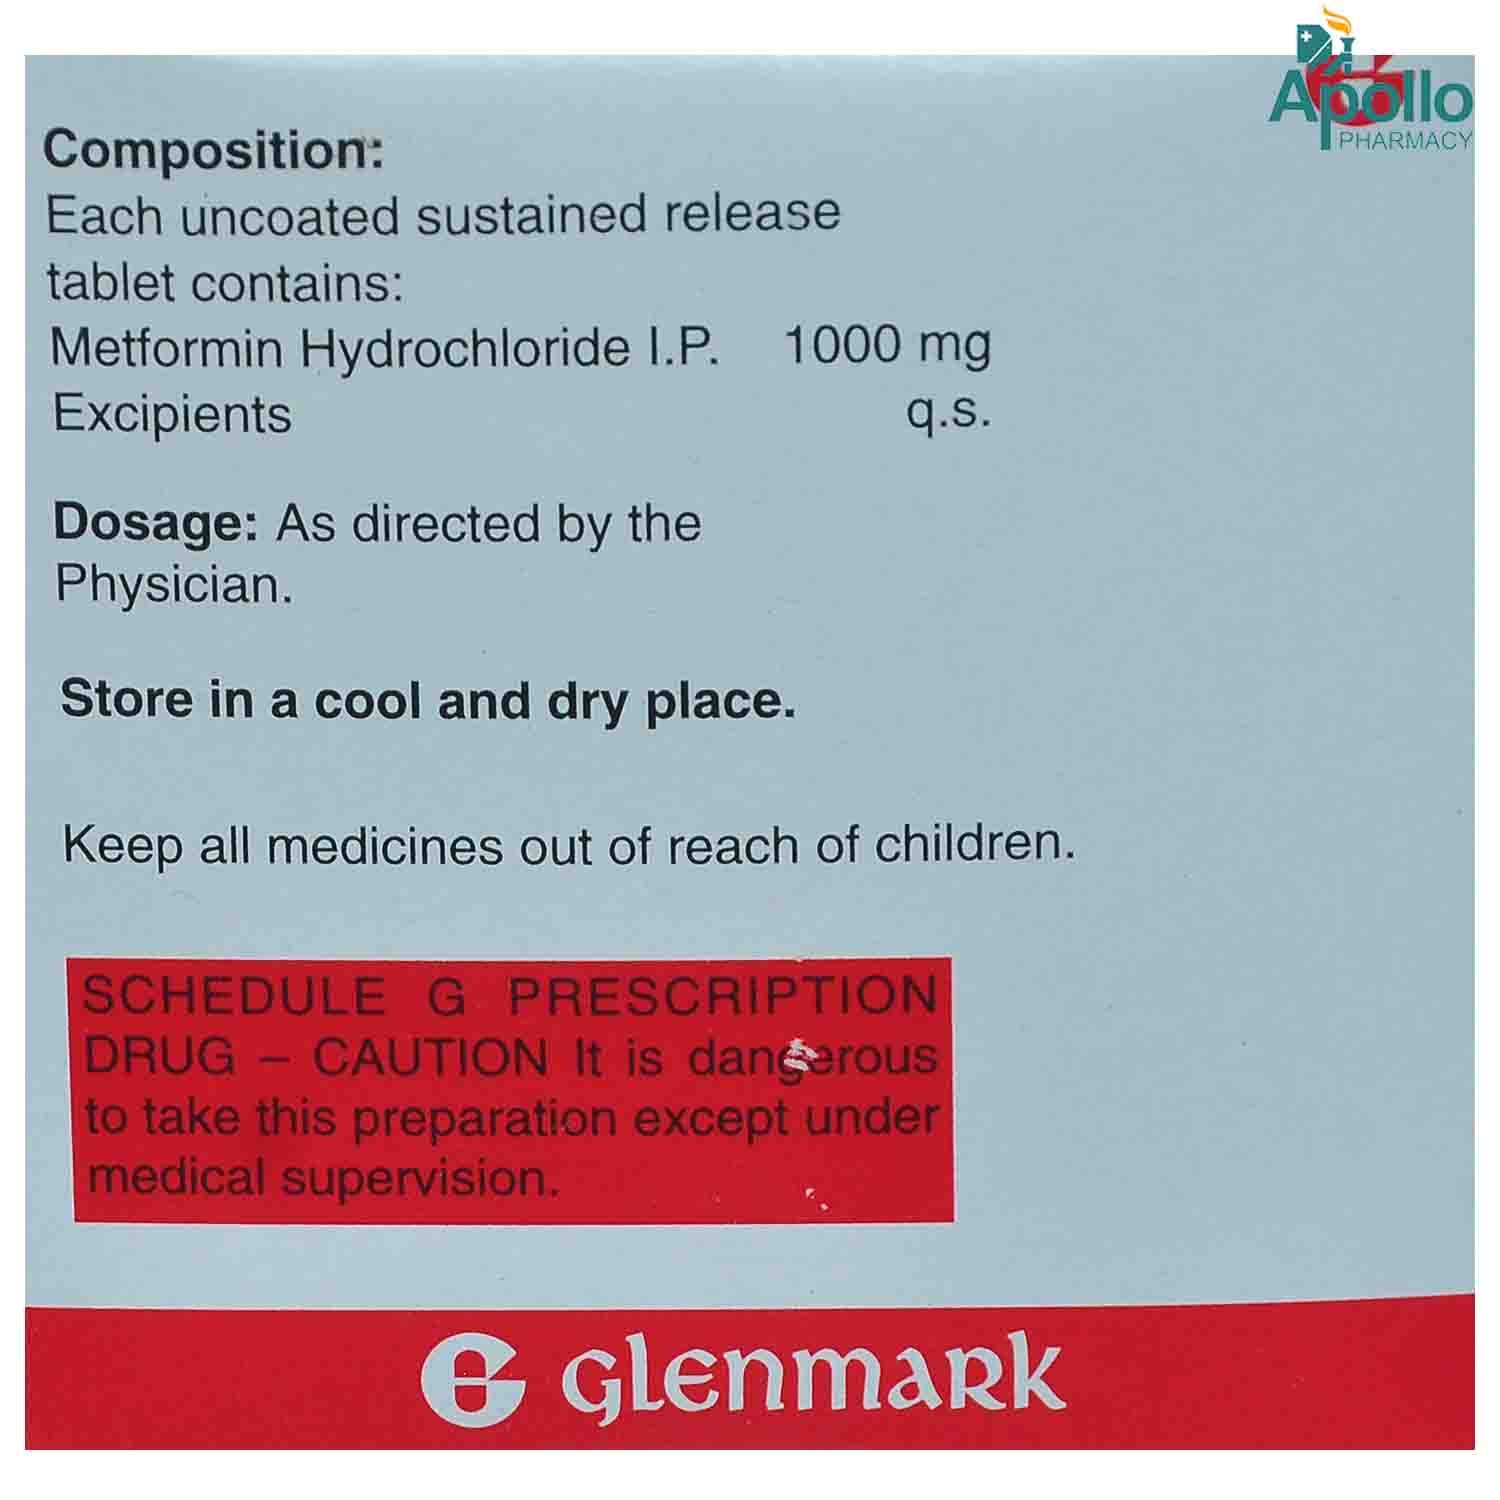 Apollo
PHARMACY
Composition:
Each uncoated sustained release
tablet contains:
Metformin Hydrochloride I.P. 1000 mg
Excipients q.s.
Dosage: As directed by the
Physician.
Store in a cool and dry place.
Keep all medicines out of reach of children.
SCHEDULE G PRESCRIPTION
DRUG – CAUTION It is dangerous
to take this preparation except under
medical supervision.
G glenmark